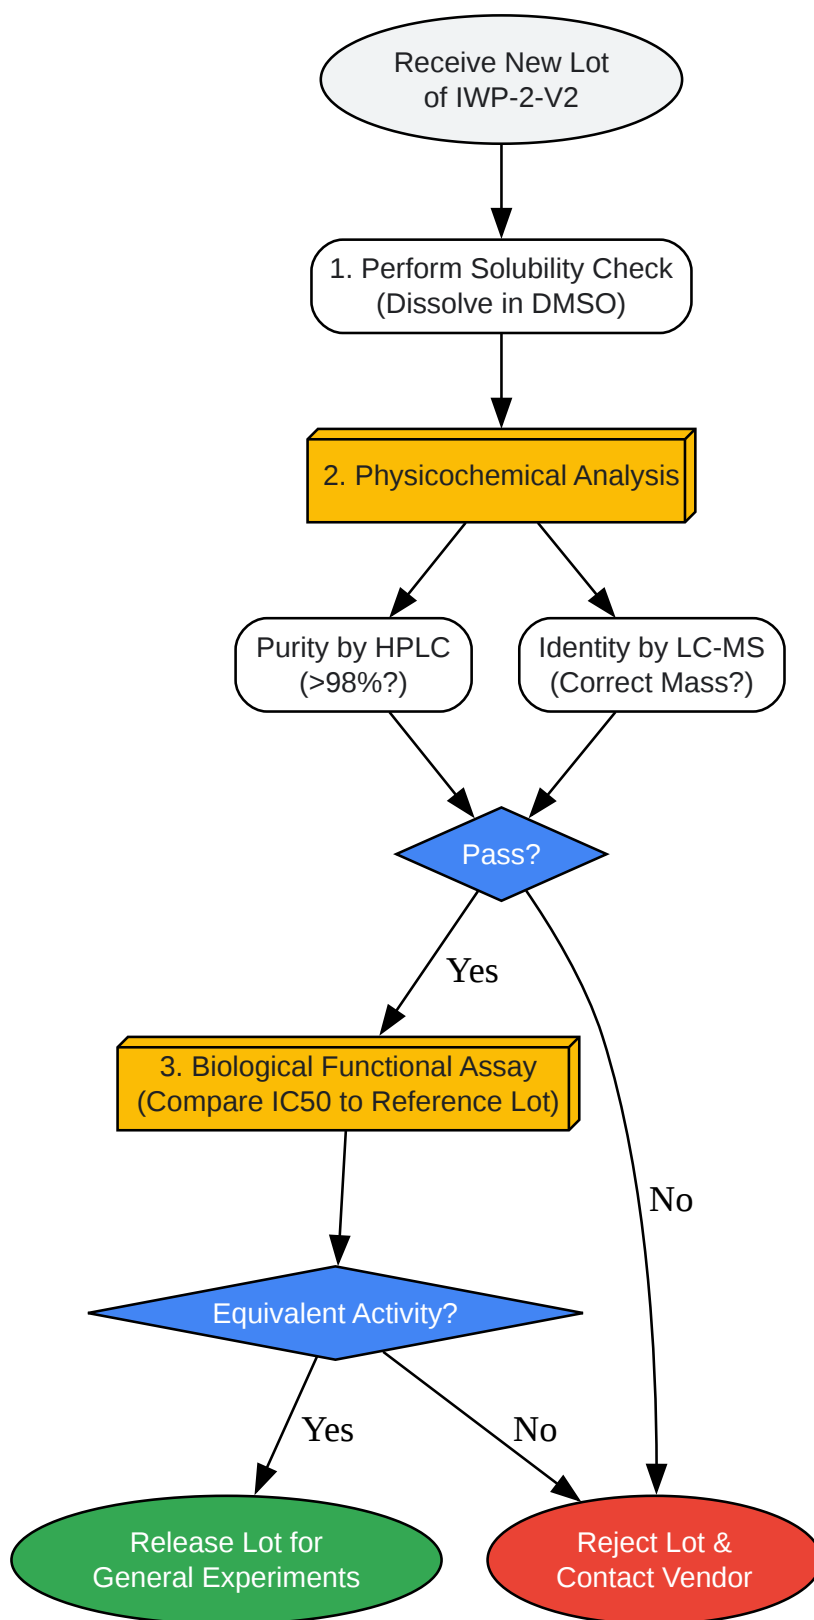 Receive New Lot
of IWP-2-V2
1. Perform Solubility Check
(Dissolve in DMSO)
2. Physicochemical Analysis
Purity by HPLC
(>98%?)
Identity by LC-MS
(Correct Mass?)
Pass?
Yes
3. Biological Functional Assay
(Compare IC50 to Reference Lot)
No
Equivalent Activity?
Yes
No
Release Lot for
General Experiments
Reject Lot &
Contact Vendor